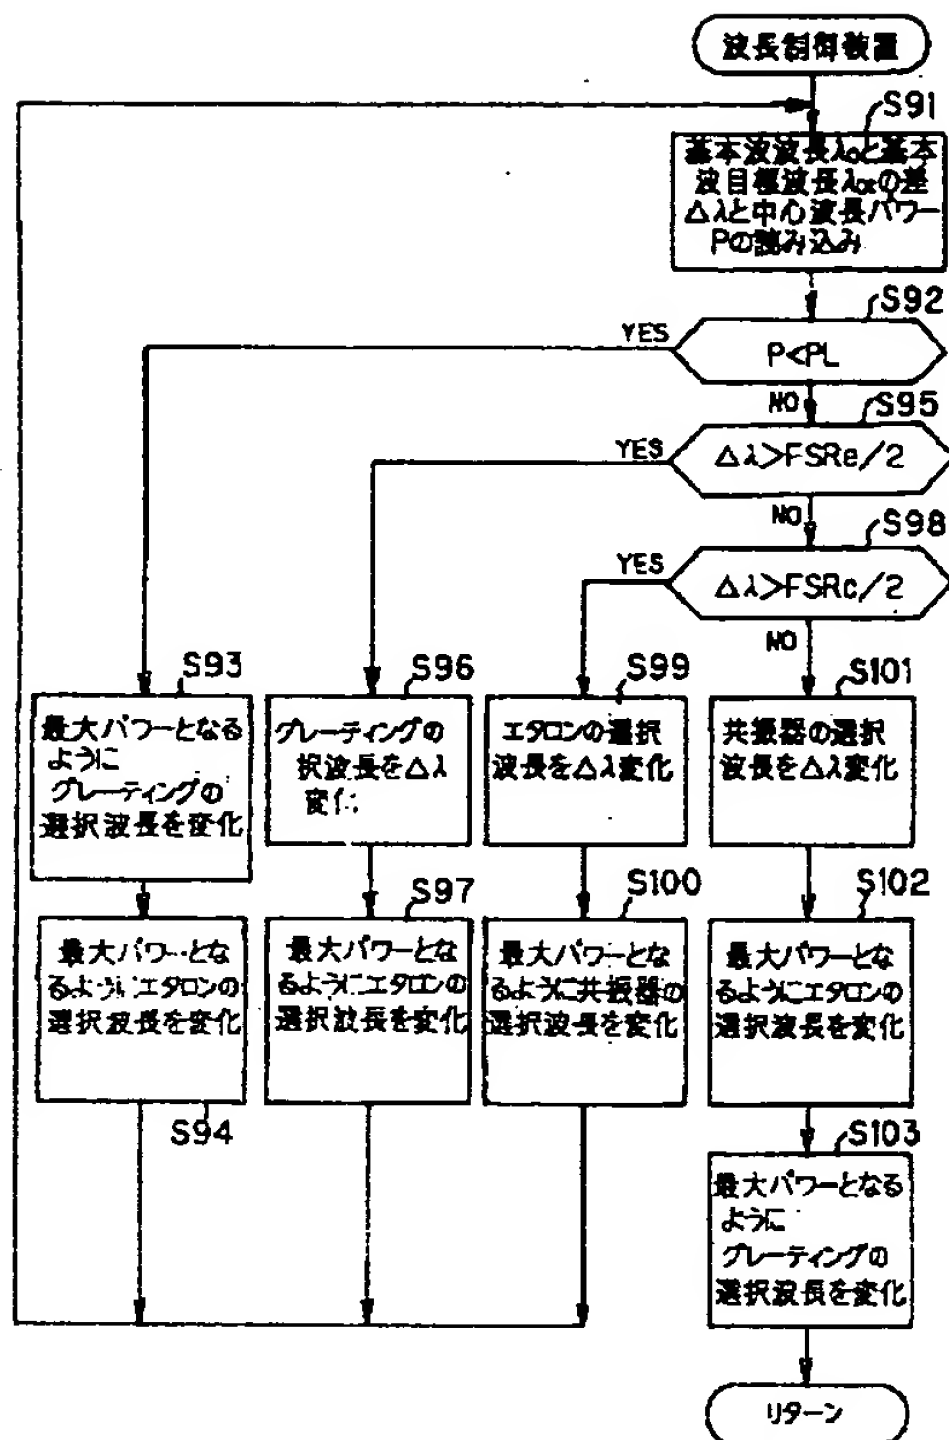 波長制御装置
S91
基本波波長λoと基本
波目標波長λotの差
Δλと中心波長パワー
Pの読み込み
S92
YES
P<PL
NO
S95
YES
Δλ>FSRe/2
NO
S98
YES
Δλ>FSRc/2
NO
S93
最大パワーとなる
ように
グレーティングの
選択波長を変化
S96
グレーティングの
択波長をΔλ
変化
S99
エタロンの選択
波長をΔλ変化
S101
共振器の選択
波長をΔλ変化
最大パワーとな
るようにエタロンの
選択波長を変化
S94
S97
最大パワーとな
るようにエタロンの
選択波長を変化
S100
最大パワーとな
るように共振器の
選択波長を変化
S102
最大パワーとな
るようにエタロンの
選択波長を変化
S103
最大パワーとなる
ように
グレーティングの
選択波長を変化
リターン